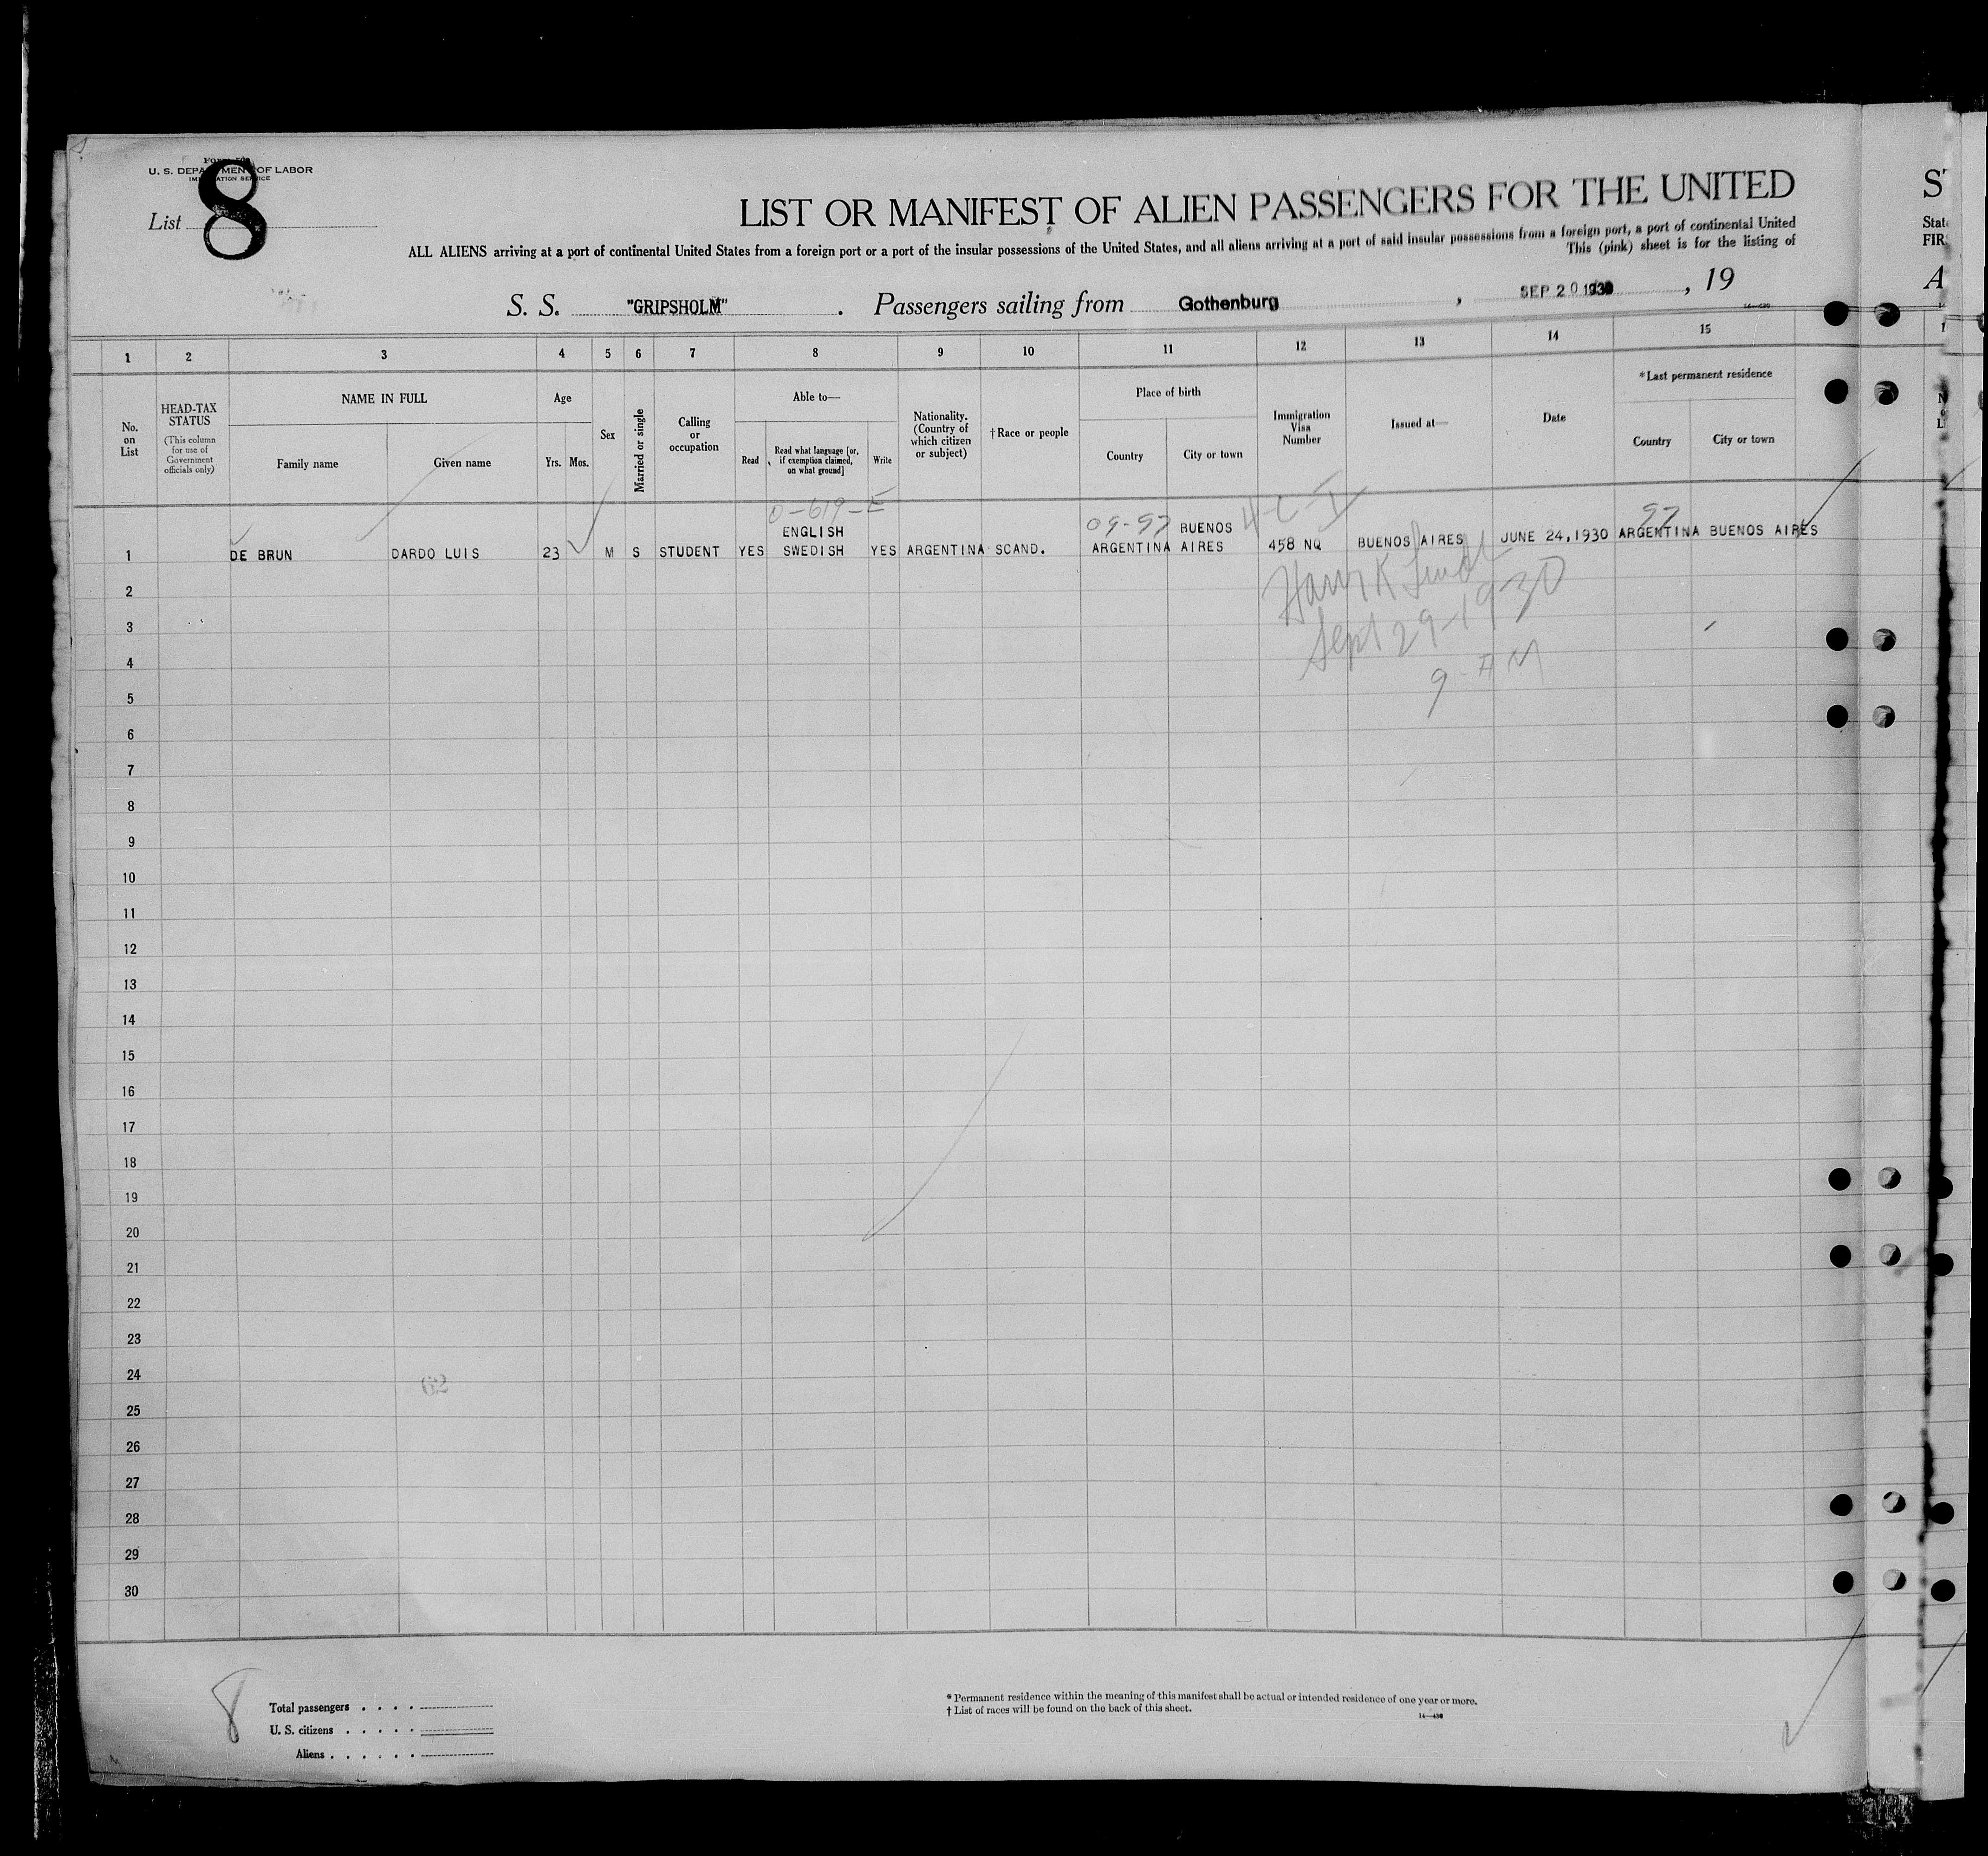 U. S. DEPARTMENT OF LABOR
IMMIGRATION SERVICE
List 8
LIST OR MANIFEST OF ALIEN PASSENGERS FOR THE UNITED
ALL ALIENS arriving at a port of continental United States from a foreign port or a port of the insular possessions of the United States, and all aliens arriving at a port of said insular possessions from a foreign port, a port of continental United
This (pink) sheet is for the listing of
S. S. "GRIPSHOLM". Passengers sailing from Gothenburg, SEP 20 1930, 19
14—430
1 2 3 4 5 6 7 8 9 10 11 12 13 14 15
No. on List
HEAD-TAX STATUS
(This column for use of Government officials only)
NAME IN FULL
Family name
Given name
Age
Yrs. Mos.
Sex
Married or single
Calling or occupation
Able to—
Read
Read what language [or, if exemption claimed, on what ground]
Write
Nationality. (Country of which citizen or subject)
†Race or people
Place of birth
Country
City or town
Immigration Visa Number
Issued at—
Date
*Last permanent residence
Country
City or town
0-619-E
09-57
57
1 DE BRUN DARDO LUIS 23 M S STUDENT YES ENGLISH SWEDISH YES ARGENTINA SCAND. ARGENTINA BUENOS AIRES 458 NQ BUENOS AIRES JUNE 24,1930 ARGENTINA BUENOS AIRES
Sept 29-1930
9-AM
2
3
4
5
6
7
8
9
10
11
12
13
14
15
16
17
18
19
20
21
22
23
24
25
26
27
28
29
30
8
Total passengers . . . .
U. S. citizens . . . . .
Aliens . . . . . .
* Permanent residence within the meaning of this manifest shall be actual or intended residence of one year or more.
† List of races will be found on the back of this sheet.
14—430